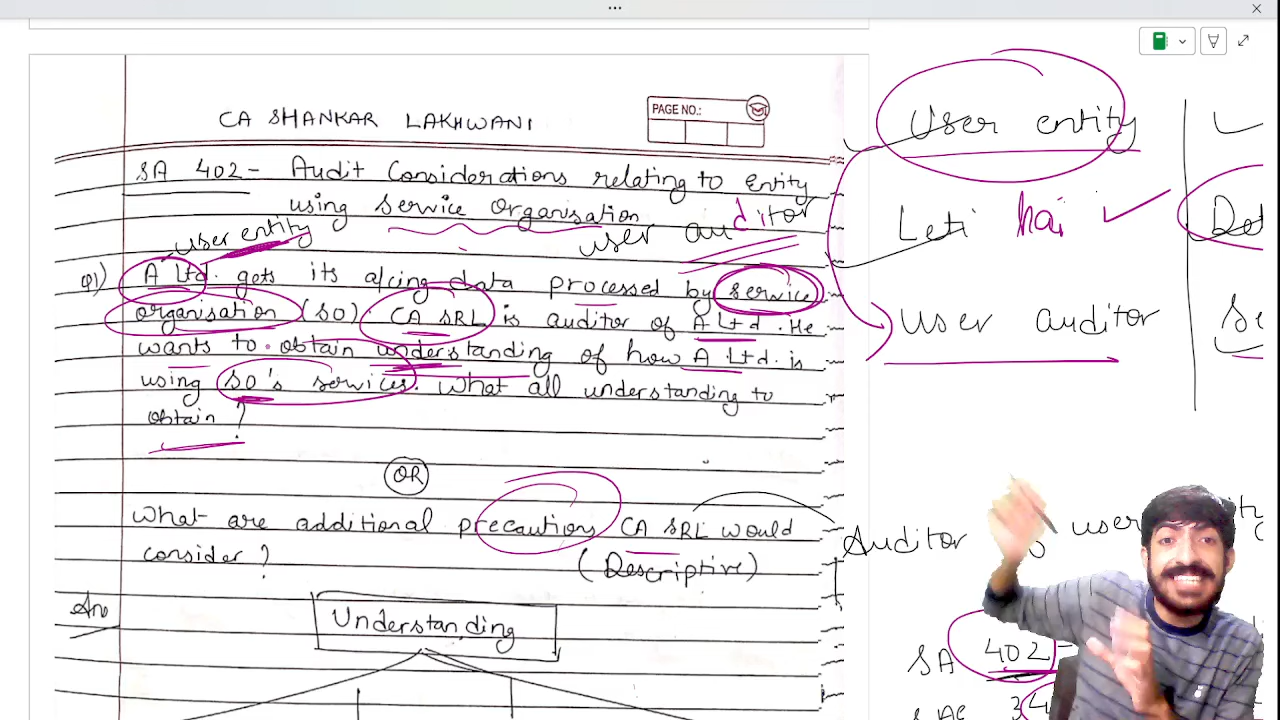 CA SHANKAR LAKHWANI
PAGE NO.:
SA 402 - Audit Considerations relating to Entity
using Service Organisation
user entity
user auditor
Q1) A Ltd. gets its a/cing data processed by service
organisation (SO). CA SRL is auditor of A Ltd. He
wants to obtain understanding of how A Ltd. is
using SO's services. What all understanding to
obtain?
OR
What are additional precautions CA SRL would
consider? (Descriptive)
Ans
Understanding
User entity
Leti hai
User auditor
Auditor user
SA 402 -